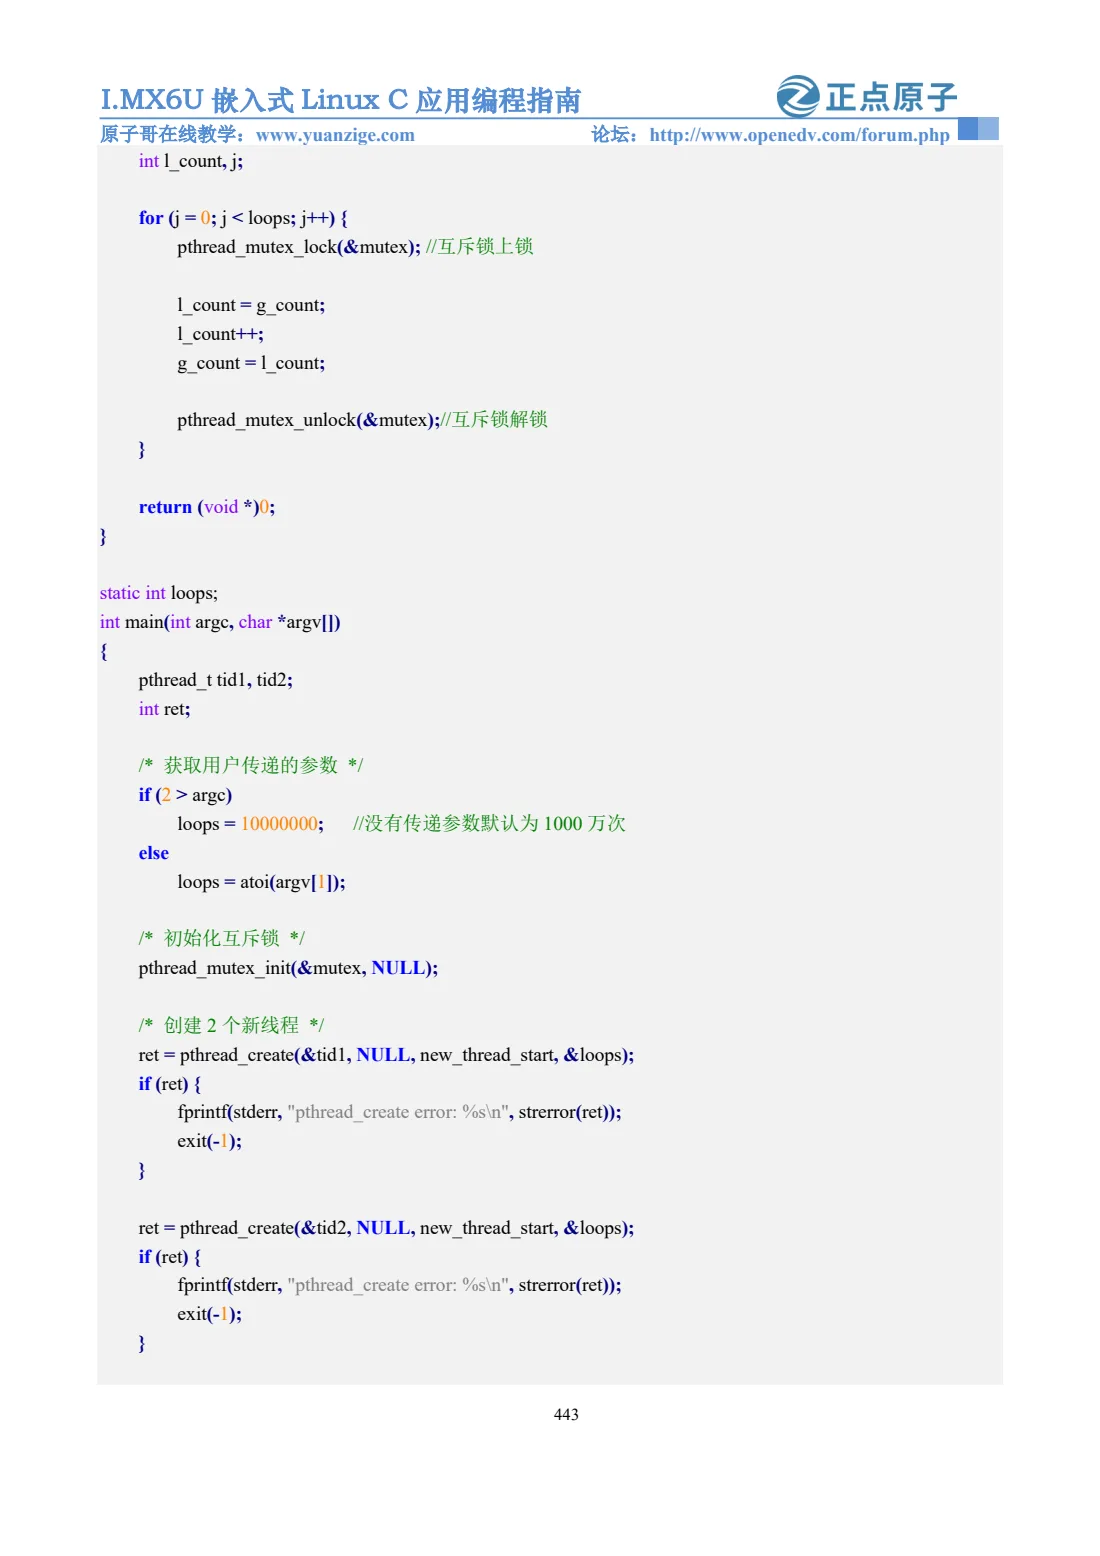 I.MX6U 嵌入式 Linux C 应用编程指南
正点原子
原子哥在线教学：www.yuanzige.com 论坛：http://www.openedv.com/forum.php
int l_count, j;
for (j = 0; j < loops; j++) {
pthread_mutex_lock(&mutex); //互斥锁上锁
l_count = g_count;
l_count++;
g_count = l_count;
pthread_mutex_unlock(&mutex);//互斥锁解锁
}
return (void *)0;
}
static int loops;
int main(int argc, char *argv[])
{
pthread_t tid1, tid2;
int ret;
/* 获取用户传递的参数 */
if (2 > argc)
loops = 10000000; //没有传递参数默认为 1000 万次
else
loops = atoi(argv[1]);
/* 初始化互斥锁 */
pthread_mutex_init(&mutex, NULL);
/* 创建 2 个新线程 */
ret = pthread_create(&tid1, NULL, new_thread_start, &loops);
if (ret) {
fprintf(stderr, "pthread_create error: %s\n", strerror(ret));
exit(-1);
}
ret = pthread_create(&tid2, NULL, new_thread_start, &loops);
if (ret) {
fprintf(stderr, "pthread_create error: %s\n", strerror(ret));
exit(-1);
}
443